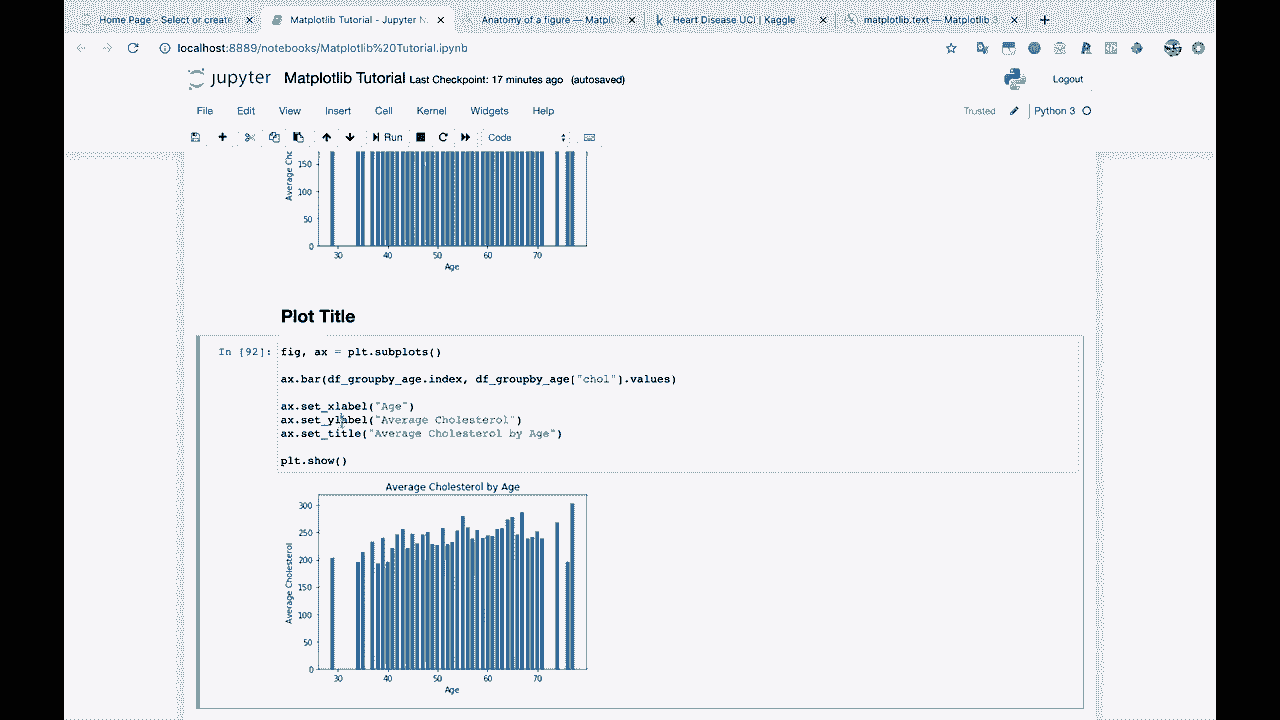 Home Page - Select or create
Matplotlib Tutorial - Jupyter N
Anatomy of a figure — Matplo
Heart Disease UCI | Kaggle
matplotlib.text — Matplotlib 3
localhost:8889/notebooks/Matplotlib%20Tutorial.ipynb
jupyter Matplotlib Tutorial Last Checkpoint: 17 minutes ago (autosaved)
Logout
File Edit View Insert Cell Kernel Widgets Help
Trusted Python 3
Run Code
Average Cho
150
100
50
0
30 40 50 60 70
Age
Plot Title
In [92]: fig, ax = plt.subplots()
ax.bar(df_groupby_age.index, df_groupby_age["chol"].values)
ax.set_xlabel("Age")
ax.set_ylabel("Average Cholesterol")
ax.set_title("Average Cholesterol by Age")
plt.show()
Average Cholesterol by Age
Average Cholesterol
300
250
200
150
100
50
0
30 40 50 60 70
Age